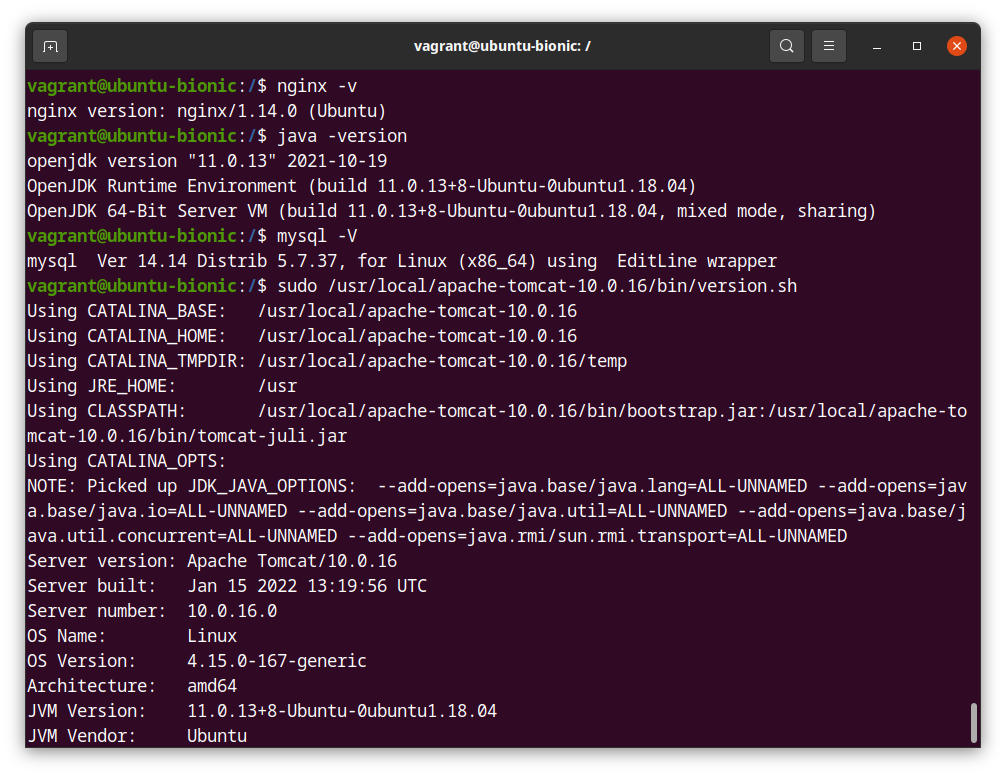 vagrant@ubuntu-bionic: /
vagrant@ubuntu-bionic:/$ nginx -v
nginx version: nginx/1.14.0 (Ubuntu)
vagrant@ubuntu-bionic:/$ java -version
openjdk version "11.0.13" 2021-10-19
OpenJDK Runtime Environment (build 11.0.13+8-Ubuntu-0ubuntu1.18.04)
OpenJDK 64-Bit Server VM (build 11.0.13+8-Ubuntu-0ubuntu1.18.04, mixed mode, sharing)
vagrant@ubuntu-bionic:/$ mysql -V
mysql  Ver 14.14 Distrib 5.7.37, for Linux (x86_64) using  EditLine wrapper
vagrant@ubuntu-bionic:/$ sudo /usr/local/apache-tomcat-10.0.16/bin/version.sh
Using CATALINA_BASE:   /usr/local/apache-tomcat-10.0.16
Using CATALINA_HOME:   /usr/local/apache-tomcat-10.0.16
Using CATALINA_TMPDIR: /usr/local/apache-tomcat-10.0.16/temp
Using JRE_HOME:        /usr
Using CLASSPATH:       /usr/local/apache-tomcat-10.0.16/bin/bootstrap.jar:/usr/local/apache-to
mcat-10.0.16/bin/tomcat-juli.jar
Using CATALINA_OPTS:
NOTE: Picked up JDK_JAVA_OPTIONS:  --add-opens=java.base/java.lang=ALL-UNNAMED --add-opens=jav
a.base/java.io=ALL-UNNAMED --add-opens=java.base/java.util=ALL-UNNAMED --add-opens=java.base/j
ava.util.concurrent=ALL-UNNAMED --add-opens=java.rmi/sun.rmi.transport=ALL-UNNAMED
Server version: Apache Tomcat/10.0.16
Server built:   Jan 15 2022 13:19:56 UTC
Server number:  10.0.16.0
OS Name:        Linux
OS Version:     4.15.0-167-generic
Architecture:   amd64
JVM Version:    11.0.13+8-Ubuntu-0ubuntu1.18.04
JVM Vendor:     Ubuntu